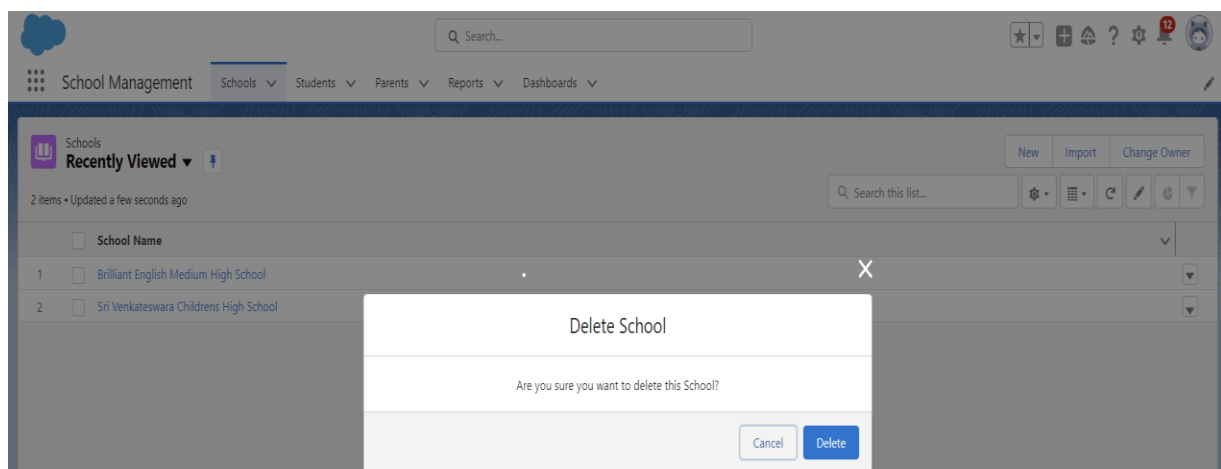 Search...
12
School Management Schools Students Parents Reports Dashboards
Schools
Recently Viewed
New Import Change Owner
2 items • Updated a few seconds ago
Search this list...
School Name
1 Brilliant English Medium High School
2 Sri Venkateswara Childrens High School
Delete School
Are you sure you want to delete this School?
Cancel Delete